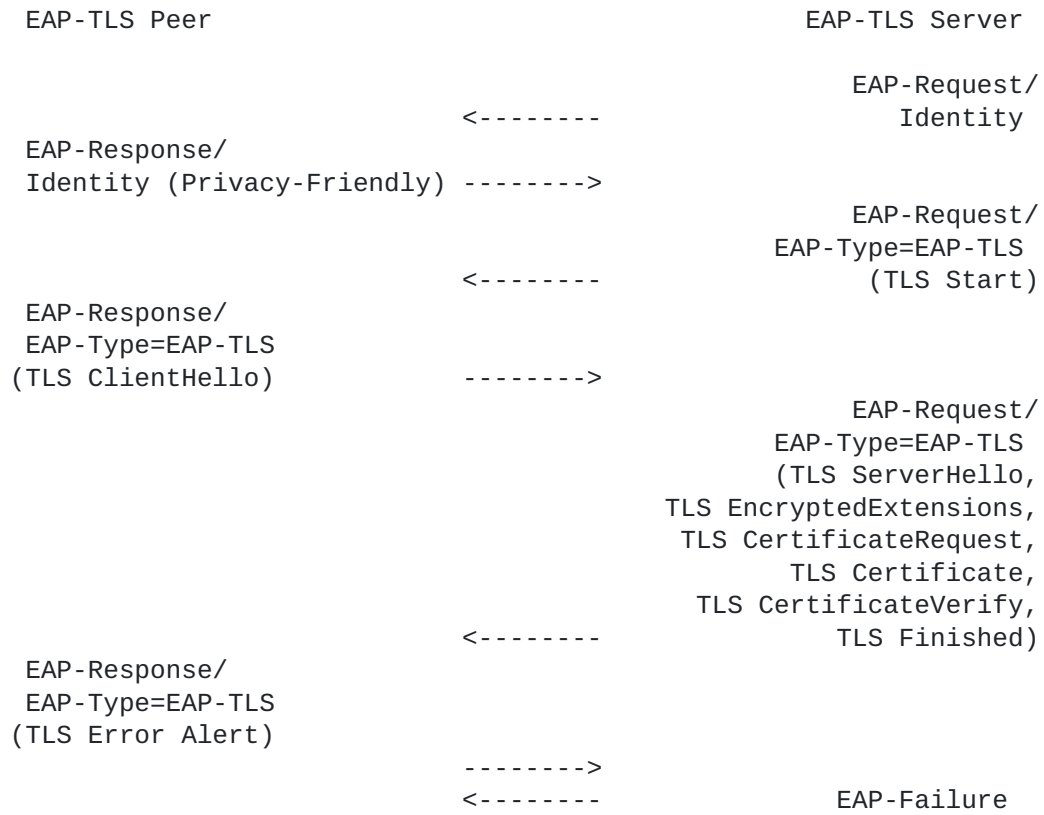 EAP-TLS Peer                                      EAP-TLS Server

                                                     EAP-Request/
                             <--------                   Identity
EAP-Response/
Identity (Privacy-Friendly) -------->
                                                     EAP-Request/
                                                EAP-Type=EAP-TLS
                             <--------                 (TLS Start)
EAP-Response/
EAP-Type=EAP-TLS
(TLS ClientHello)            -------->
                                                     EAP-Request/
                                                EAP-Type=EAP-TLS
                                                (TLS ServerHello,
                                         TLS EncryptedExtensions,
                                          TLS CertificateRequest,
                                                 TLS Certificate,
                                           TLS CertificateVerify,
                             <--------              TLS Finished)
EAP-Response/
EAP-Type=EAP-TLS
(TLS Error Alert)
                             -------->
                             <--------              EAP-Failure